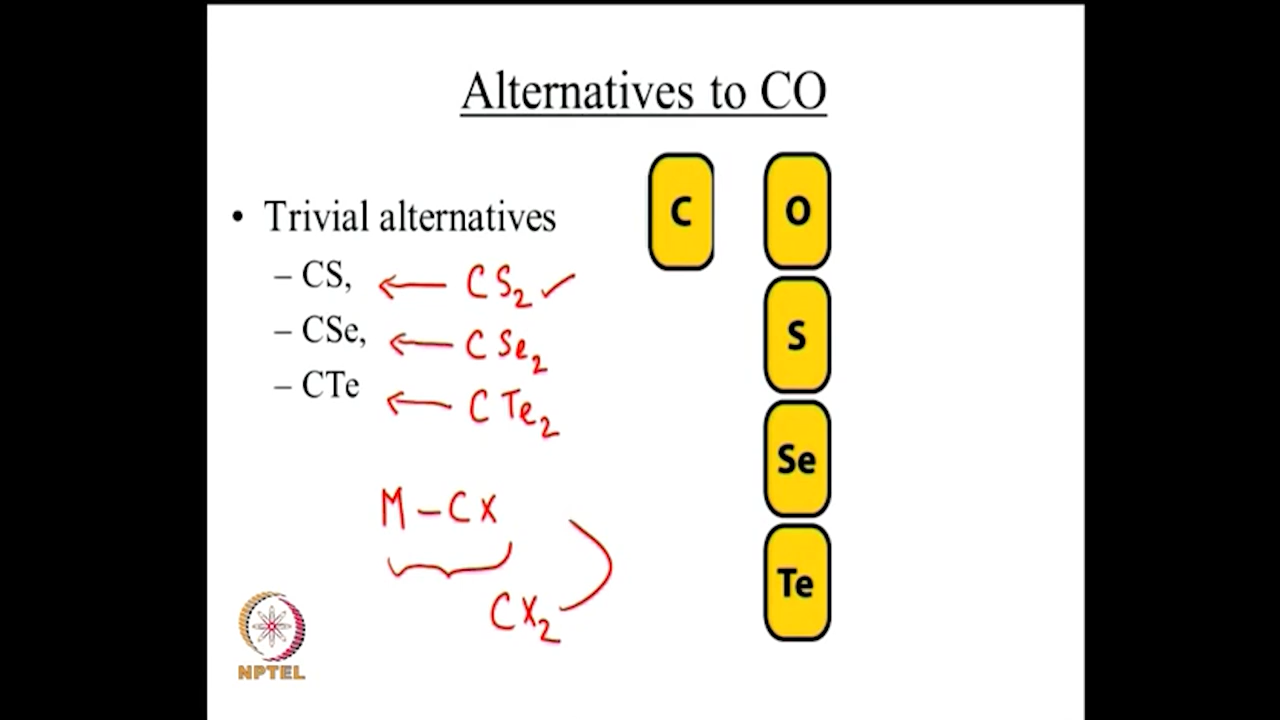 Alternatives to CO
• Trivial alternatives
– CS, ← CS₂ ✓
– CSe, ← CSe₂
– CTe ← CTe₂
M – CX
CX₂
C O
S
Se
Te
NPTEL